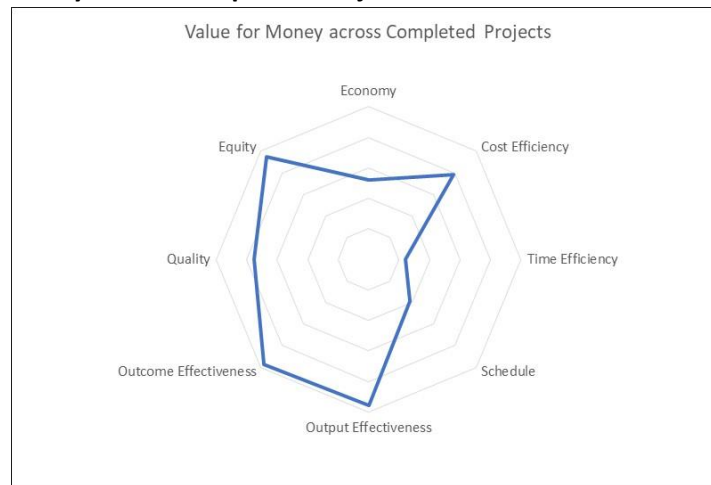 Value for Money across Completed Projects
Economy
Equity
Cost Efficiency
Quality
Time Efficiency
Outcome Effectiveness
Schedule
Output Effectiveness